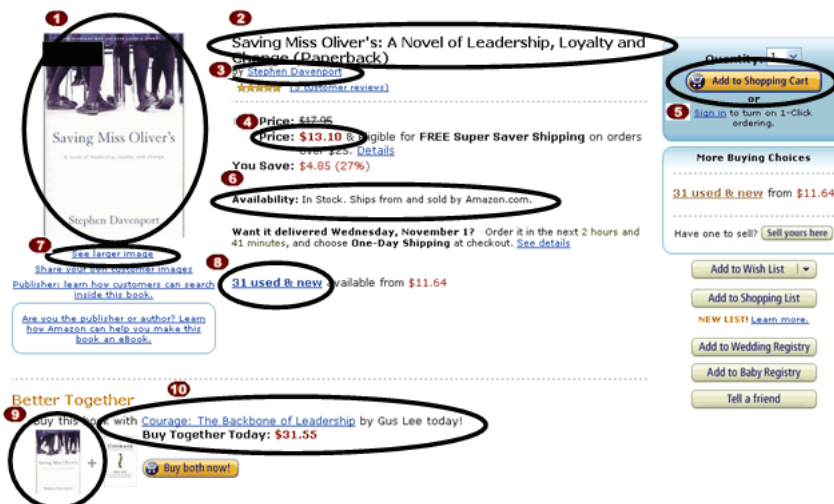 1
2
Saving Miss Oliver's: A Novel of Leadership, Loyalty and
Change (Paperback)
3
by Stephen Davenport
(5 customer reviews)
Price: $17.95
4
Price: $13.10 & eligible for FREE Super Saver Shipping on orders
over $25. Details
You Save: $4.85 (27%)
6
Availability: In Stock. Ships from and sold by Amazon.com.
Want it delivered Wednesday, November 1? Order it in the next 2 hours and
41 minutes, and choose One-Day Shipping at checkout. See details
8
31 used & new available from $11.64
Saving Miss Oliver's
A novel of leadership, loyalty and change
Stephen Davenport
7
See larger image
Share your own customer images
Publisher: learn how customers can search
inside this book.
Are you the publisher or author? Learn
how Amazon can help you make this
book an eBook.
Quantity: 1
Add to Shopping Cart
or
5
Sign in to turn on 1-Click
ordering.
More Buying Choices
31 used & new from $11.64
Have one to sell? Sell yours here
Add to Wish List
Add to Shopping List
NEW LIST! Learn more.
Add to Wedding Registry
Add to Baby Registry
Tell a friend
Better Together
9
10
Buy this book with Courage: The Backbone of Leadership by Gus Lee today!
Buy Together Today: $31.55
Saving Miss Oliver's
+
Buy both now!